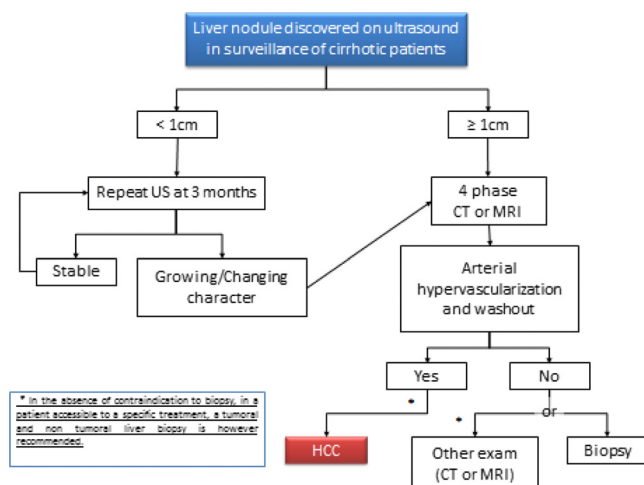 Liver nodule discovered on ultrasound
in surveillance of cirrhotic patients
< 1cm
≥ 1cm
Repeat US at 3 months
4 phase
CT or MRI
Stable
Growing/Changing
character
Arterial
hypervascularization
and washout
Yes
No
*
or
*
HCC
Other exam
(CT or MRI)
Biopsy
* In the absence of contraindication to biopsy, in a
patient accessible to a specific treatment, a tumoral
and non tumoral liver biopsy is however
recommended.